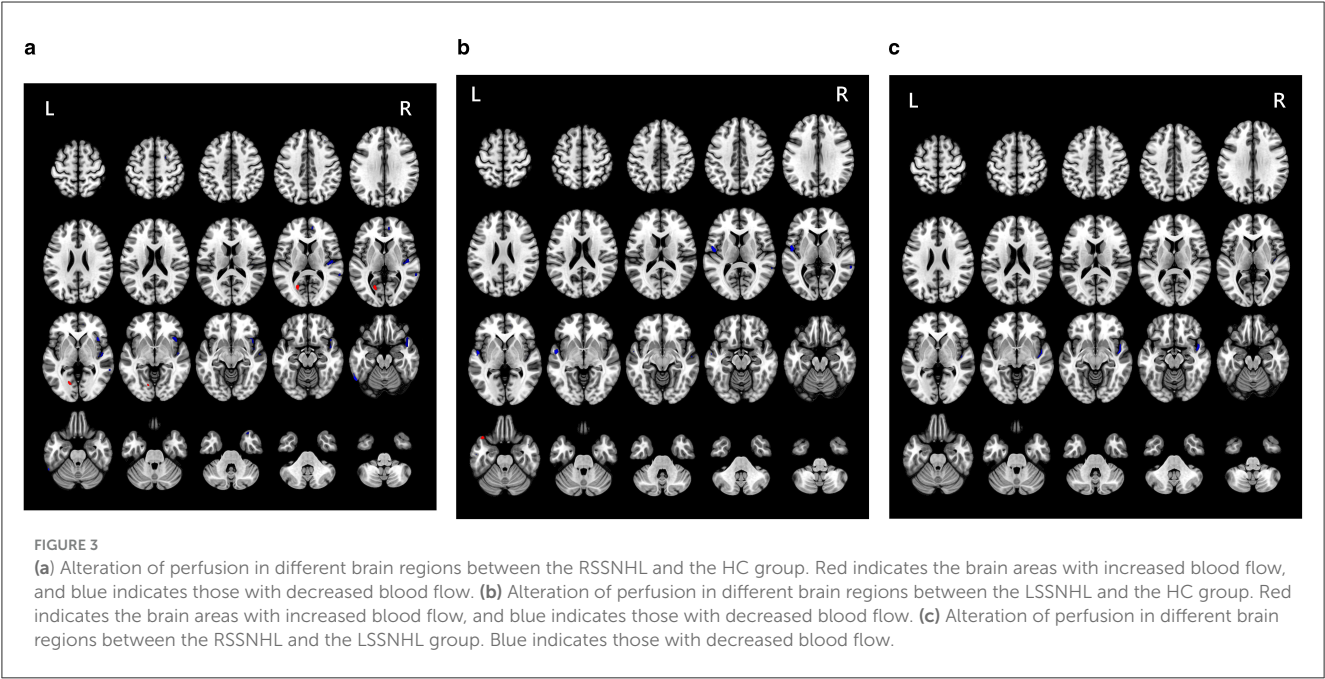 a
b
c
L
R
L
R
L
R
FIGURE 3
(a) Alteration of perfusion in different brain regions between the RSSNHL and the HC group. Red indicates the brain areas with increased blood flow,
and blue indicates those with decreased blood flow. (b) Alteration of perfusion in different brain regions between the LSSNHL and the HC group. Red
indicates the brain areas with increased blood flow, and blue indicates those with decreased blood flow. (c) Alteration of perfusion in different brain
regions between the RSSNHL and the LSSNHL group. Blue indicates those with decreased blood flow.